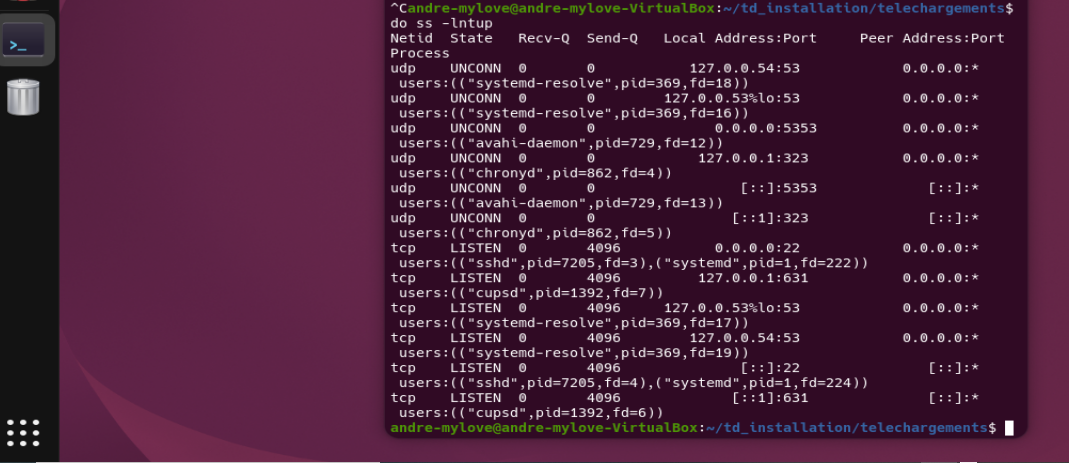 >_
^Candre-mylove@andre-mylove-VirtualBox:~/td_installation/telechargements$
do ss -lntup
Netid  State   Recv-Q  Send-Q   Local Address:Port     Peer Address:Port
Process
udp    UNCONN  0       0           127.0.0.54:53            0.0.0.0:*
 users:(("systemd-resolve",pid=369,fd=18))
udp    UNCONN  0       0        127.0.0.53%lo:53            0.0.0.0:*
 users:(("systemd-resolve",pid=369,fd=16))
udp    UNCONN  0       0              0.0.0.0:5353          0.0.0.0:*
 users:(("avahi-daemon",pid=729,fd=12))
udp    UNCONN  0       0            127.0.0.1:323           0.0.0.0:*
 users:(("chronyd",pid=862,fd=4))
udp    UNCONN  0       0                 [::]:5353             [::]:*
 users:(("avahi-daemon",pid=729,fd=13))
udp    UNCONN  0       0                [::1]:323              [::]:*
 users:(("chronyd",pid=862,fd=5))
tcp    LISTEN  0       4096           0.0.0.0:22            0.0.0.0:*
 users:(("sshd",pid=7205,fd=3),("systemd",pid=1,fd=222))
tcp    LISTEN  0       4096         127.0.0.1:631           0.0.0.0:*
 users:(("cupsd",pid=1392,fd=7))
tcp    LISTEN  0       4096     127.0.0.53%lo:53            0.0.0.0:*
 users:(("systemd-resolve",pid=369,fd=17))
tcp    LISTEN  0       4096        127.0.0.54:53            0.0.0.0:*
 users:(("systemd-resolve",pid=369,fd=19))
tcp    LISTEN  0       4096              [::]:22               [::]:*
 users:(("sshd",pid=7205,fd=4),("systemd",pid=1,fd=224))
tcp    LISTEN  0       4096             [::1]:631              [::]:*
 users:(("cupsd",pid=1392,fd=6))
andre-mylove@andre-mylove-VirtualBox:~/td_installation/telechargements$